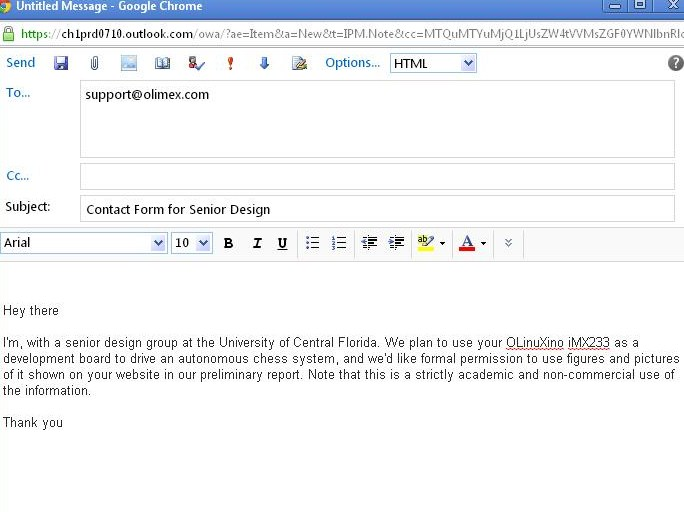 Untitled Message - Google Chrome
https://ch1prd0710.outlook.com/owa/?ae=Item&a=New&t=IPM.Note&cc=
Send Options... HTML
To... support@olimex.com
Cc...
Subject: Contact Form for Senior Design
Arial 10 B I U ab A
Hey there
I'm, with a senior design group at the University of Central Florida. We plan to use your OLinuXino iMX233 as a
development board to drive an autonomous chess system, and we'd like formal permission to use figures and pictures
of it shown on your website in our preliminary report. Note that this is a strictly academic and non-commercial use of
the information.
Thank you